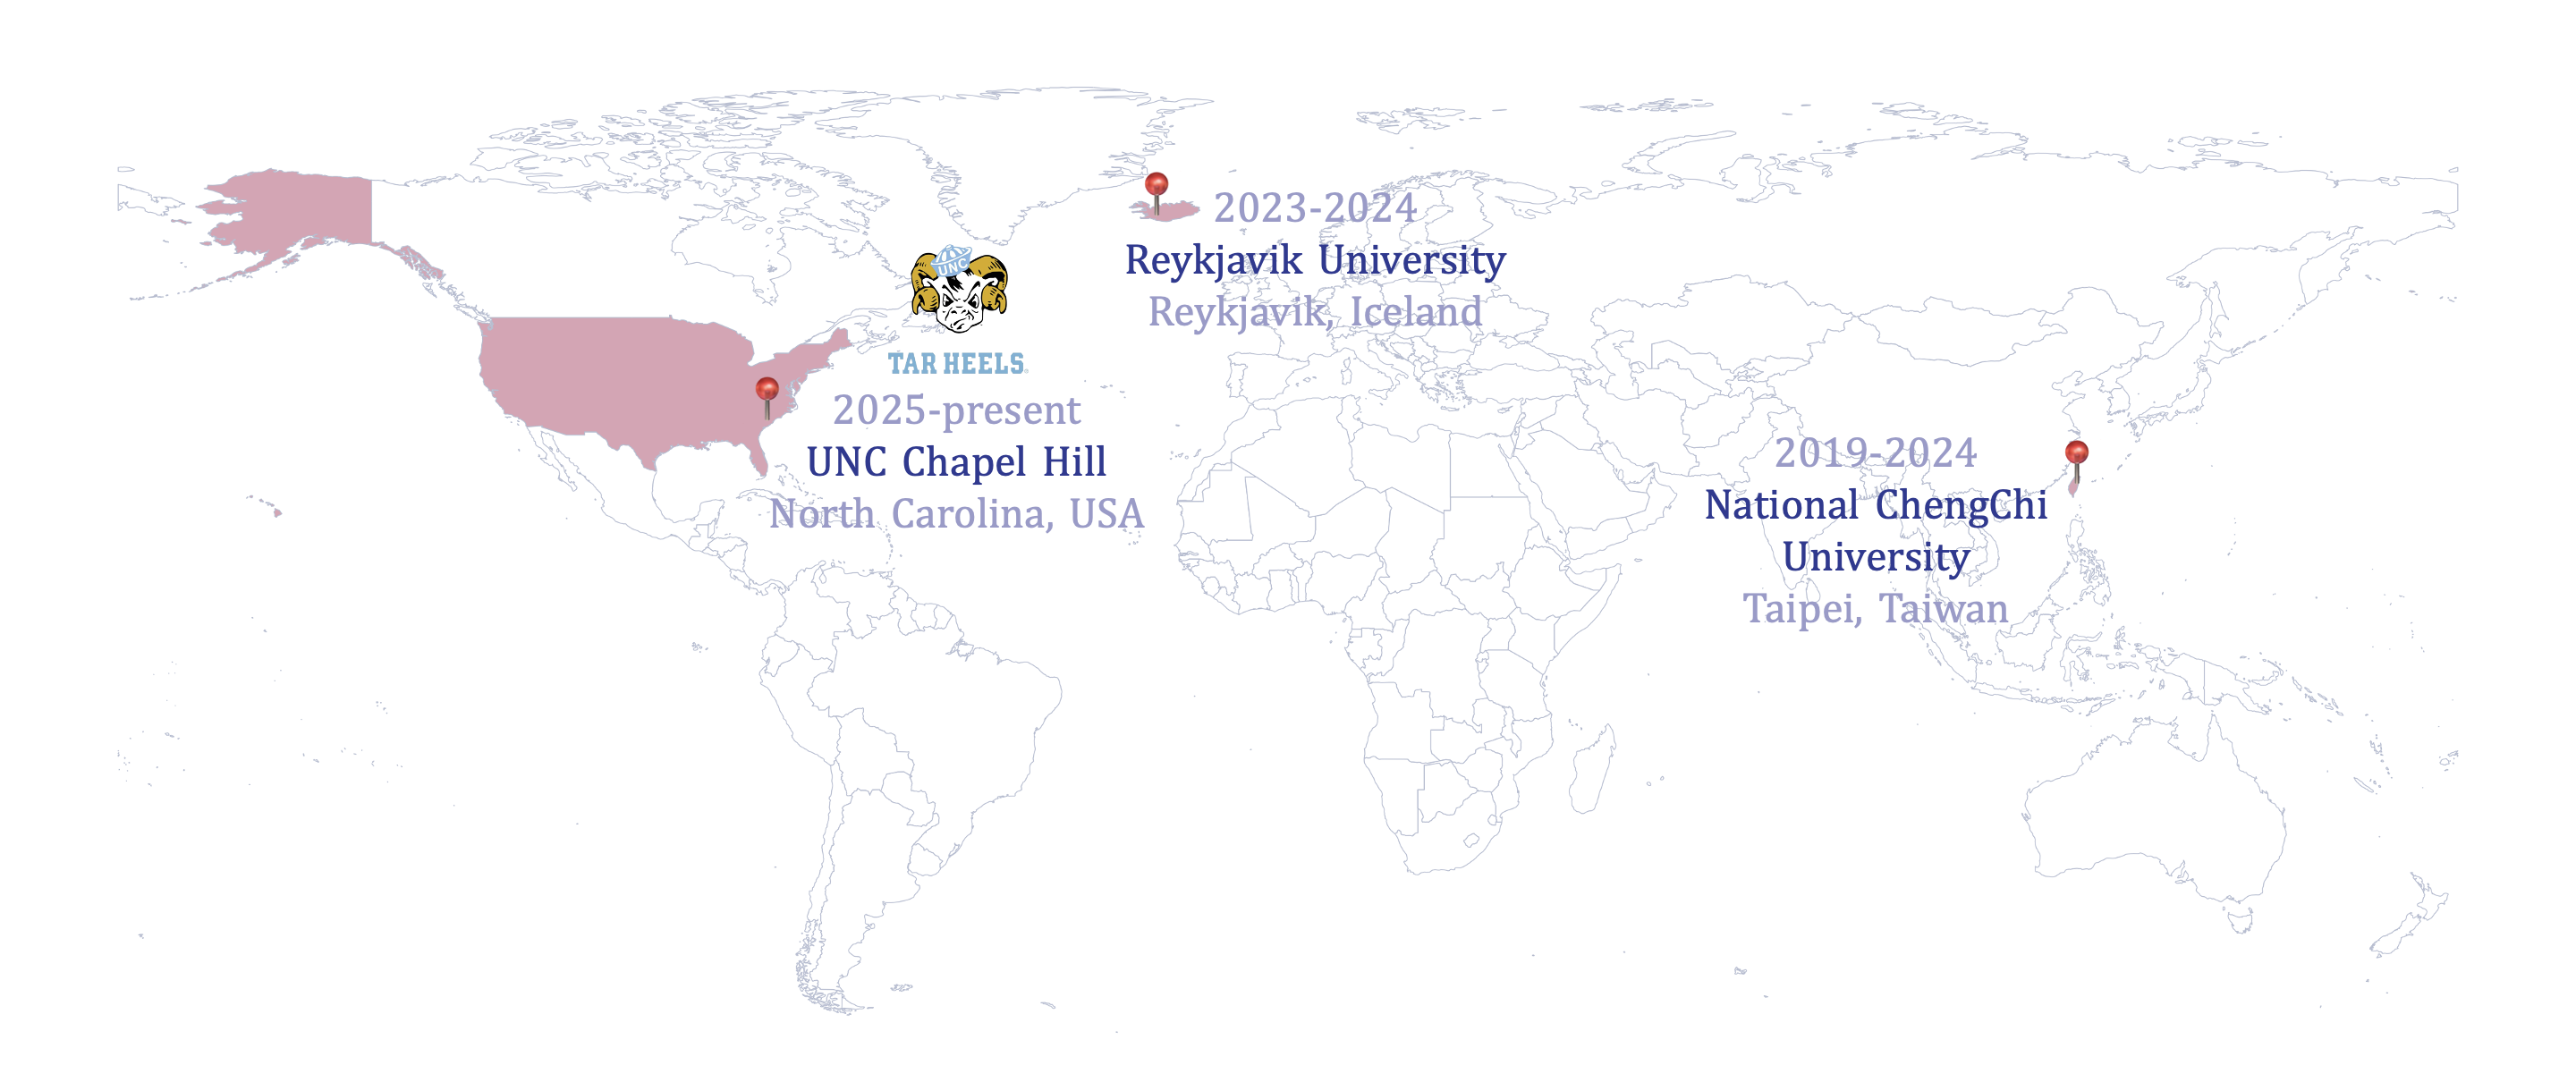 2023-2024
Reykjavik University
Reykjavik, Iceland
UNC
TAR HEELS
2025-present
UNC Chapel Hill
North Carolina, USA
2019-2024
National ChengChi
University
Taipei, Taiwan